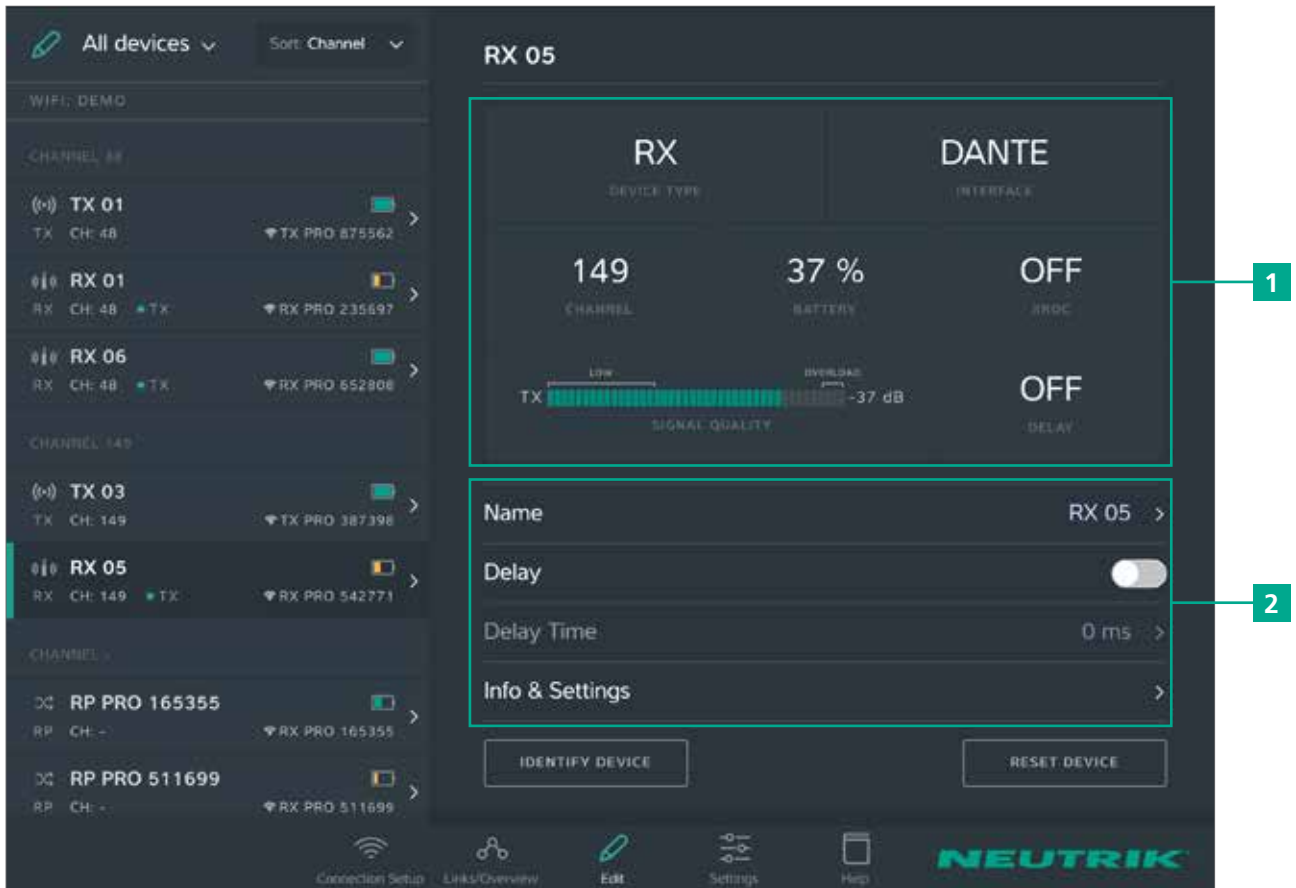 All devices
Sort: Channel
WIFI: DEMO
CHANNEL 48
TX 01
TX CH: 48 TX PRO 875562
RX 01
RX CH: 48 TX RX PRO 235697
RX 06
RX CH: 48 TX RX PRO 652808
CHANNEL 149
TX 03
TX CH: 149 TX PRO 387398
RX 05
RX CH: 149 TX RX PRO 542771
CHANNEL -
RP PRO 165355
RP CH: - RX PRO 165355
RP PRO 511699
RP CH: - RX PRO 511699
RX 05
RX DANTE
DEVICE TYPE INTERFACE
149 37 % OFF
CHANNEL BATTERY XROC
LOW OVERLOAD
TX -37 dB OFF
SIGNAL QUALITY DELAY
1
Name RX 05
Delay
Delay Time 0 ms
Info & Settings
2
IDENTIFY DEVICE RESET DEVICE
Connection Setup Links/Overview Edit Settings Help
NEUTRIK